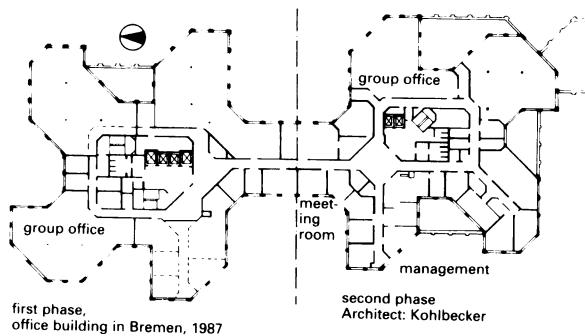 group office
group office
meet-
ing
room
management
first phase,
office building in Bremen, 1987
second phase
Architect: Kohlbecker